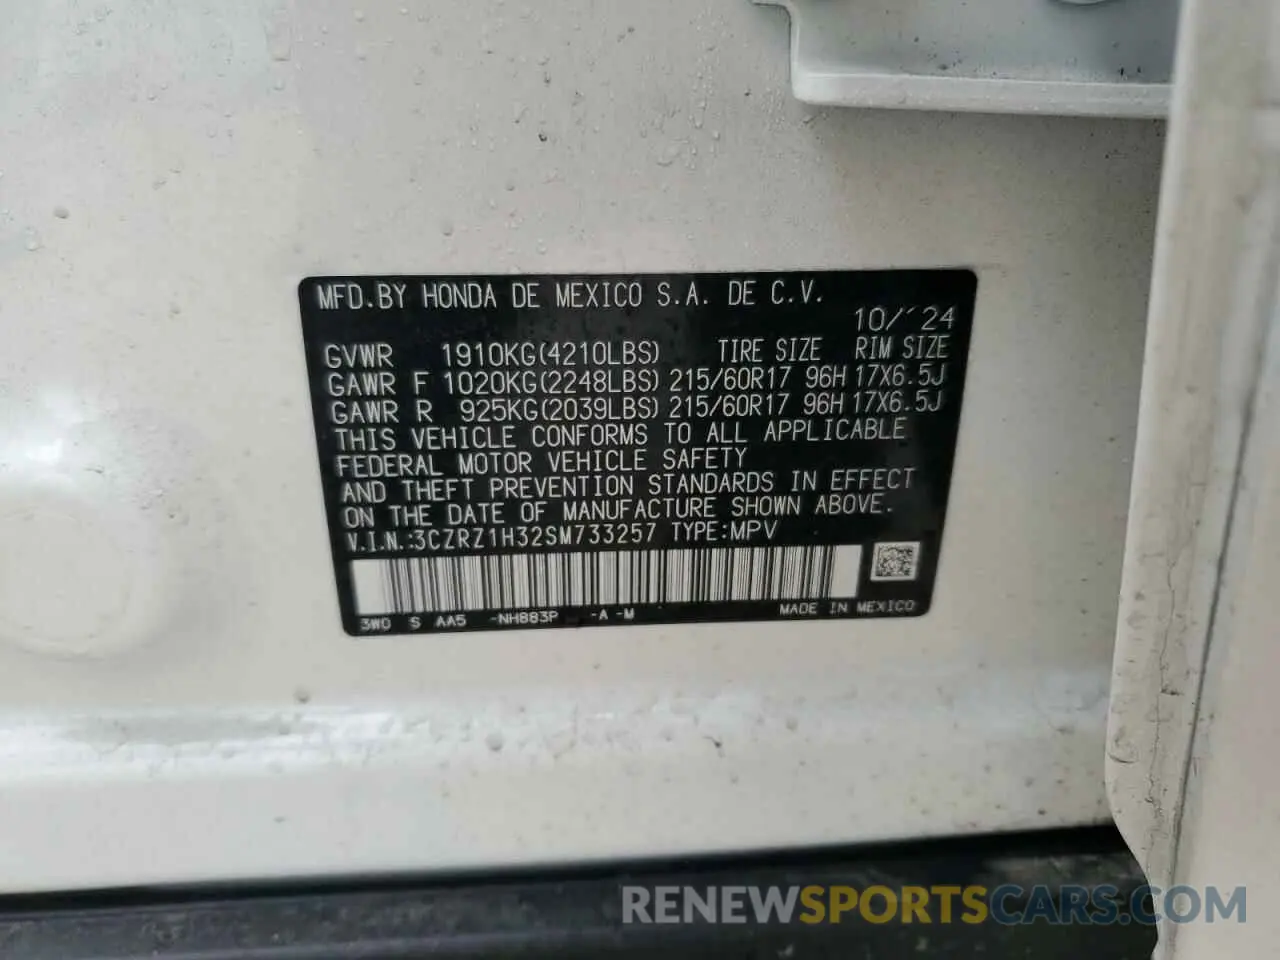 MFD.BY HONDA DE MEXICO S.A. DE C.V.
10/´24
GVWR 1910KG(4210LBS) TIRE SIZE RIM SIZE
GAWR F 1020KG(2248LBS) 215/60R17 96H 17X6.5J
GAWR R 925KG(2039LBS) 215/60R17 96H 17X6.5J
THIS VEHICLE CONFORMS TO ALL APPLICABLE
FEDERAL MOTOR VEHICLE SAFETY
AND THEFT PREVENTION STANDARDS IN EFFECT
ON THE DATE OF MANUFACTURE SHOWN ABOVE.
V.I.N.:3CZRZ1H32SM733257 TYPE:MPV
3W0 S AA5 -NH883P -A -M MADE IN MEXICO
RENEWSPORTSCARS.COM